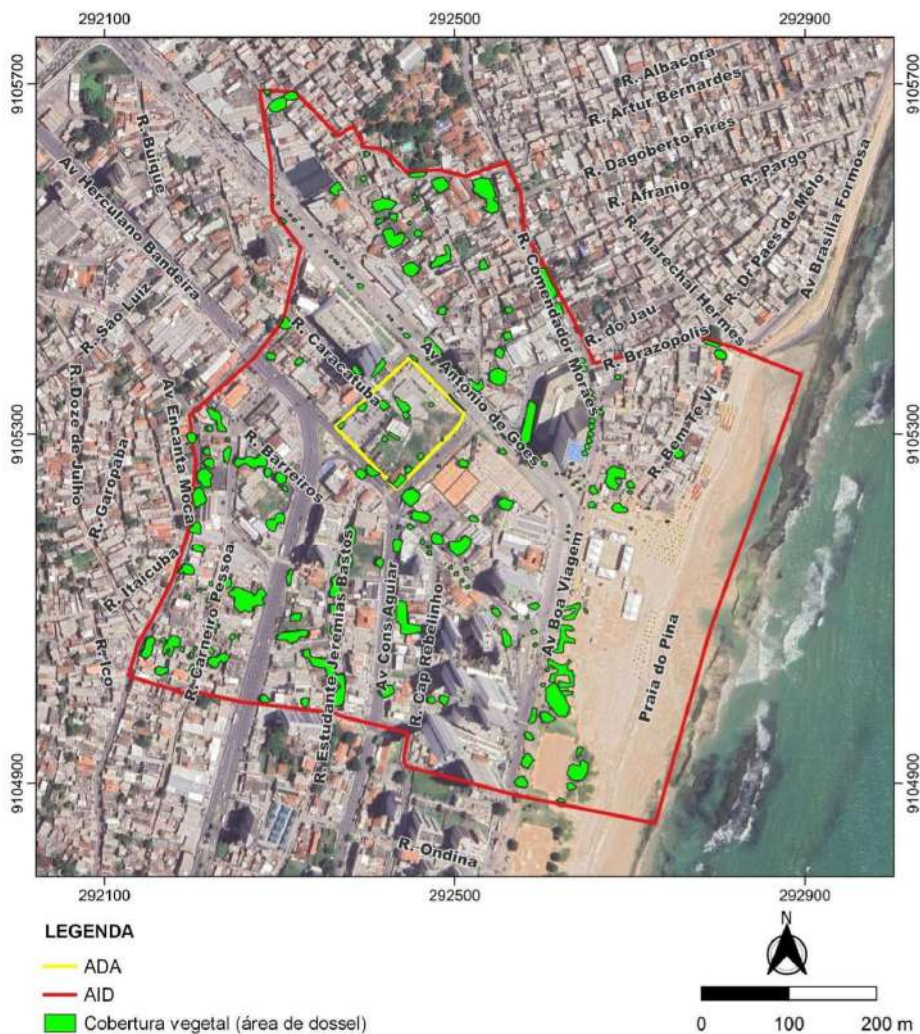 292100 292500 292900
9105700 9105700
R. Albacora
R. Artur Bernardes
R. Dagoberto Pires
R. Pargo
R. Afranio
R. Buique
Av Herculano Bandeira
R. Marechial Hermes
R. Dr Paes de Melo
Av Brasilia Formosa
R. Comendador Moraes
R. do Jau
R. Brazopolis
R. São Luiz
R. Caracatuba
Av Antonio de Goes
9105300 9105300
R. Doze de Julho
Av Encanta Moca
R. Garopaba
R. Barreiros
R. Bem Te Vi
R. Itaicuba
R. Carneiro Pessoa
R. Estudante Jeremias Bastos
Av Cons Aguiar
R. Cap Rebelinho
Av Boa Viagem
Praia do Pina
R. Ico
9104900 9104900
R. Ondina
292100 292500 292900
LEGENDA
ADA
AID
Cobertura vegetal (área de dossel)
N
0 100 200 m